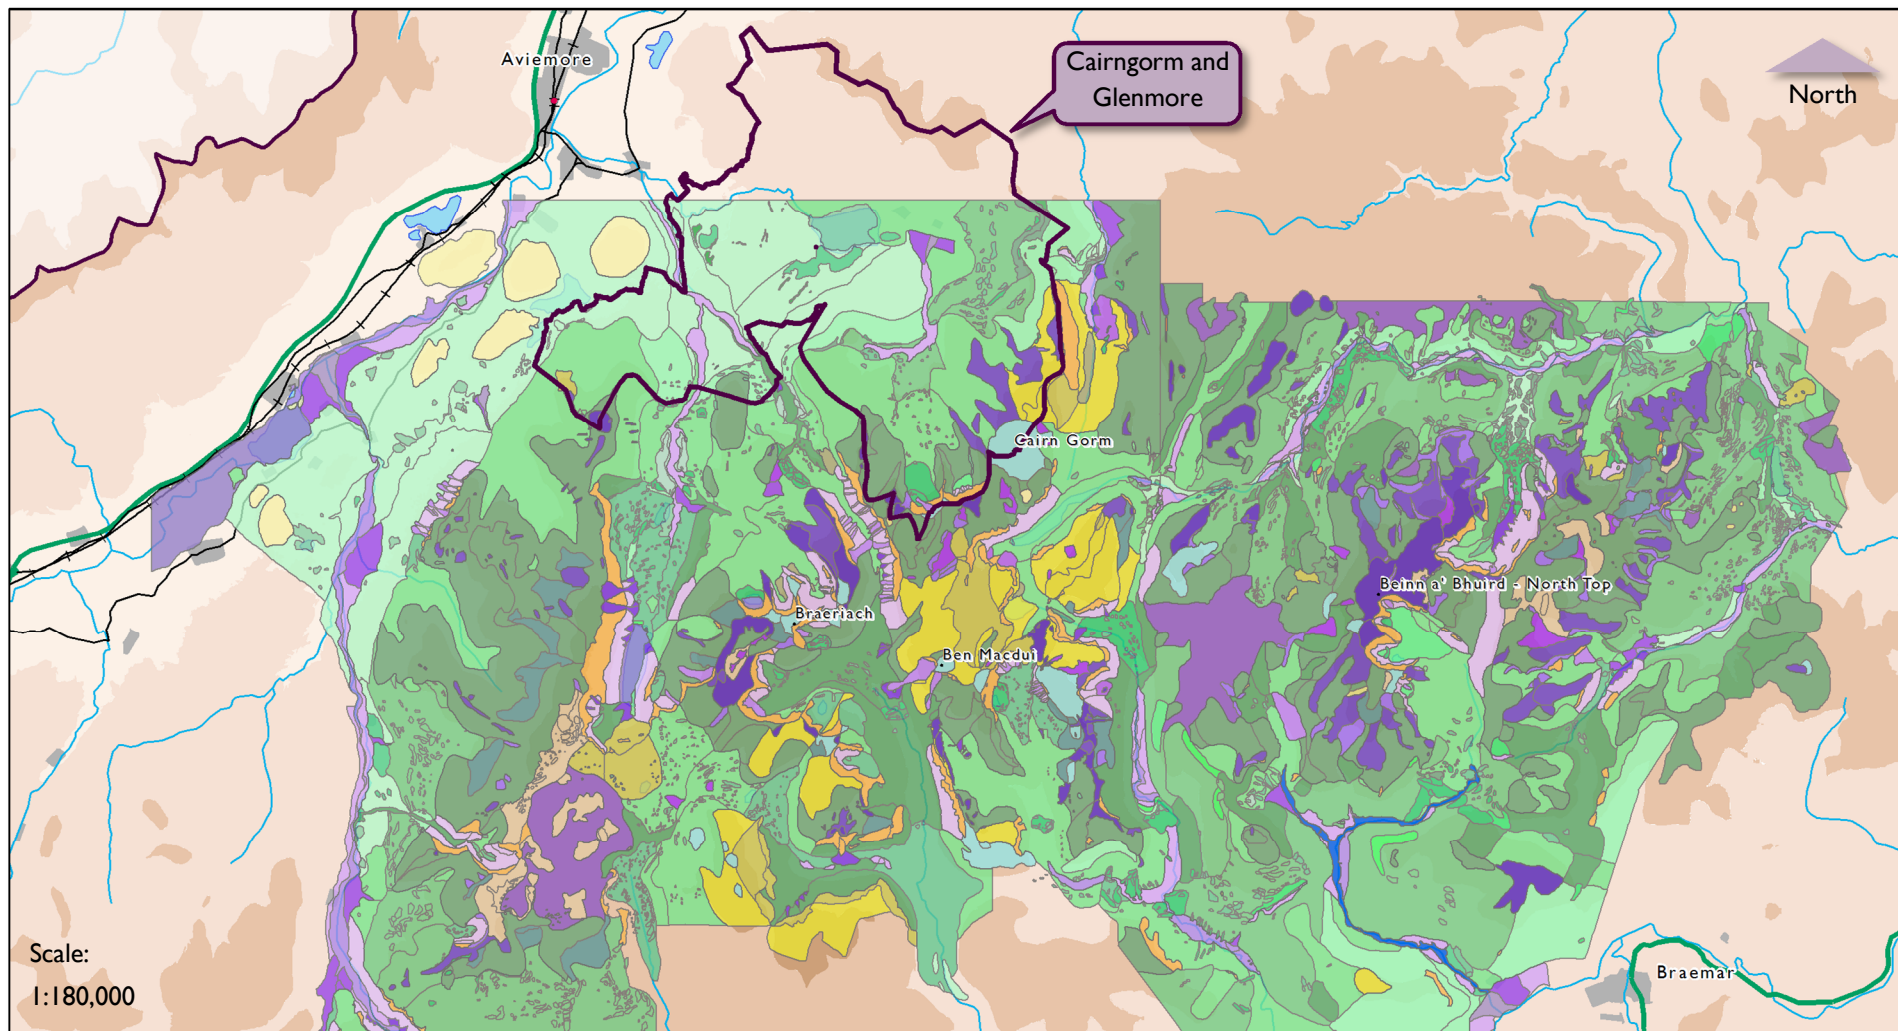 Aviemore
Cairngorm and
Glenmore
North
Cairn Gorm
Beinn a' Bhuird - North Top
Braeriach
Ben Macdui
Scale:
1:180,000
Braemar